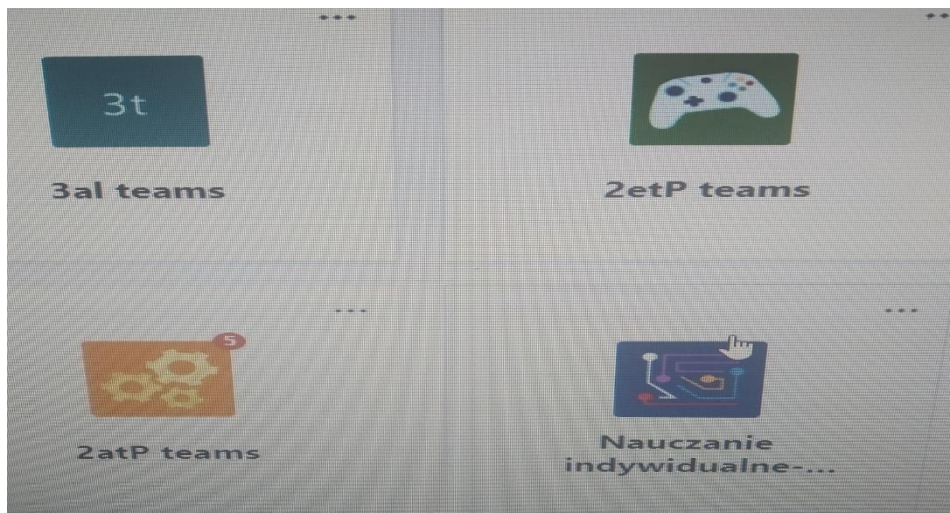 3t
3al teams
2etP teams
5
2atP teams
Nauczanie
indywidualne-...